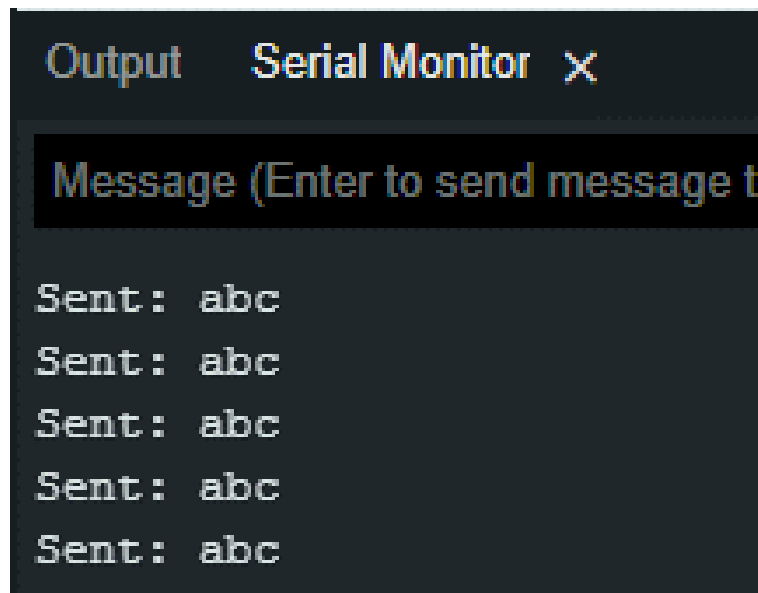 Output Serial Monitor ×
Message (Enter to send message t
Sent: abc
Sent: abc
Sent: abc
Sent: abc
Sent: abc